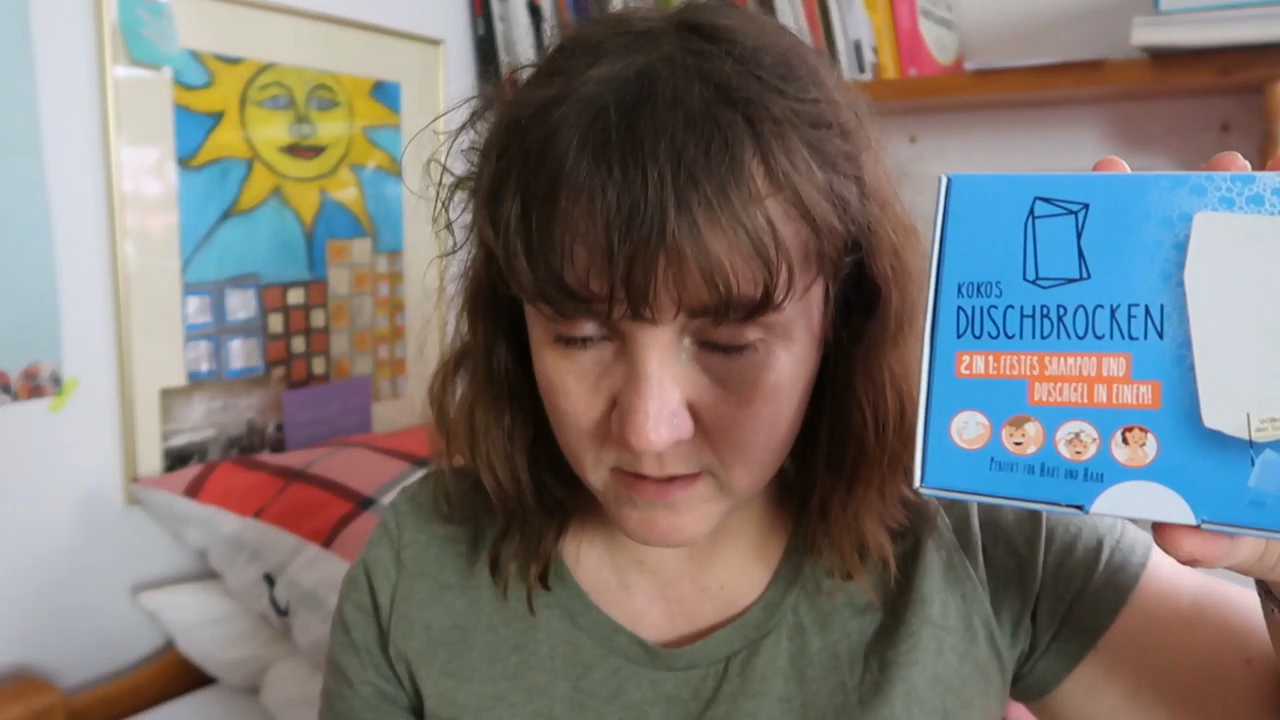 KOKOS
DUSCHBROCKEN
2 IN 1: FESTES SHAMPOO UND
DUSCHGEL IN EINEM!
PERFEKT FÜR HAUT UND HAAR